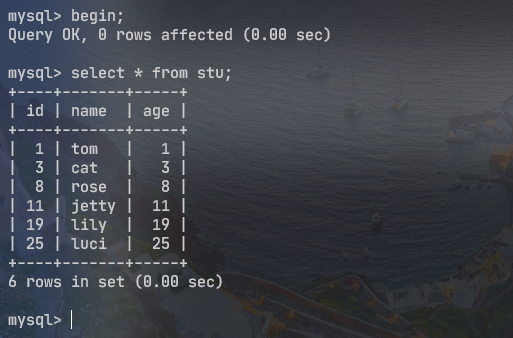 mysql> begin;
Query OK, 0 rows affected (0.00 sec)
mysql> select * from stu;
+----+-------+-----+
| id | name  | age |
+----+-------+-----+
|  1 | tom   |   1 |
|  3 | cat   |   3 |
|  8 | rose  |   8 |
| 11 | jetty |  11 |
| 19 | lily  |  19 |
| 25 | luci  |  25 |
+----+-------+-----+
6 rows in set (0.00 sec)
mysql>